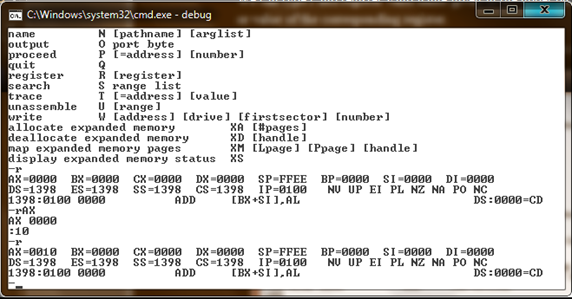 C:\Windows\system32\cmd.exe - debug
name         N [pathname] [arglist]
output       O port byte
proceed      P [=address] [number]
quit         Q
register     R [register]
search       S range list
trace        T [=address] [value]
unassemble   U [range]
write        W [address] [drive] [firstsector] [number]
allocate expanded memory        XA [#pages]
deallocate expanded memory      XD [handle]
map expanded memory pages       XM [Lpage] [Ppage] [handle]
display expanded memory status  XS
-r
AX=0000  BX=0000  CX=0000  DX=0000  SP=FFEE  BP=0000  SI=0000  DI=0000
DS=1398  ES=1398  SS=1398  CS=1398  IP=0100   NV UP EI PL NZ NA PO NC
1398:0100 0000          ADD     [BX+SI],AL                         DS:0000=CD
-rAX
AX 0000
:10
-r
AX=0010  BX=0000  CX=0000  DX=0000  SP=FFEE  BP=0000  SI=0000  DI=0000
DS=1398  ES=1398  SS=1398  CS=1398  IP=0100   NV UP EI PL NZ NA PO NC
1398:0100 0000          ADD     [BX+SI],AL                         DS:0000=CD
-_